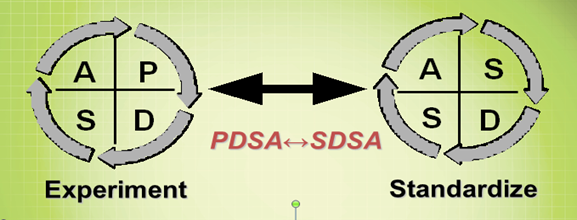 A P
S D
A S
S D
PDSA↔SDSA
Experiment
Standardize